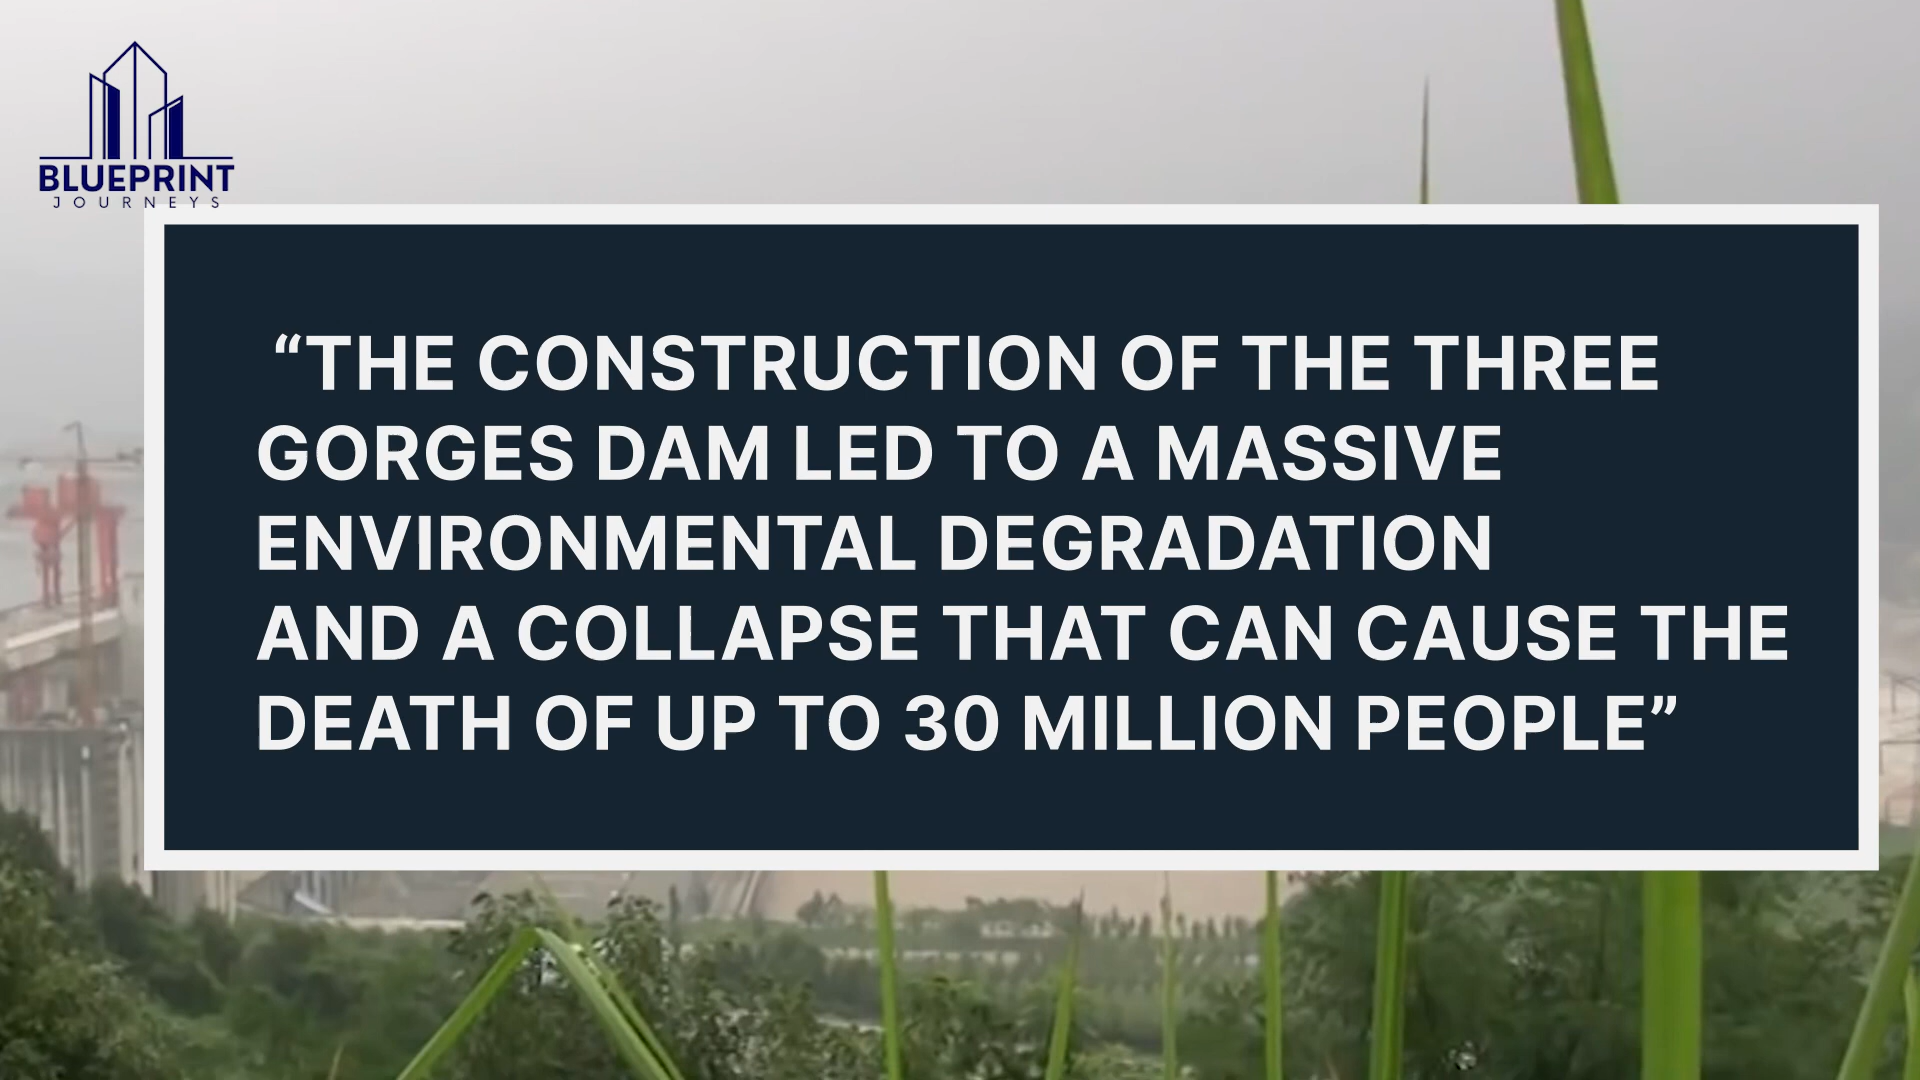 BLUEPRINT
JOURNEYS
“THE CONSTRUCTION OF THE THREE
GORGES DAM LED TO A MASSIVE
ENVIRONMENTAL DEGRADATION
AND A COLLAPSE THAT CAN CAUSE THE
DEATH OF UP TO 30 MILLION PEOPLE”